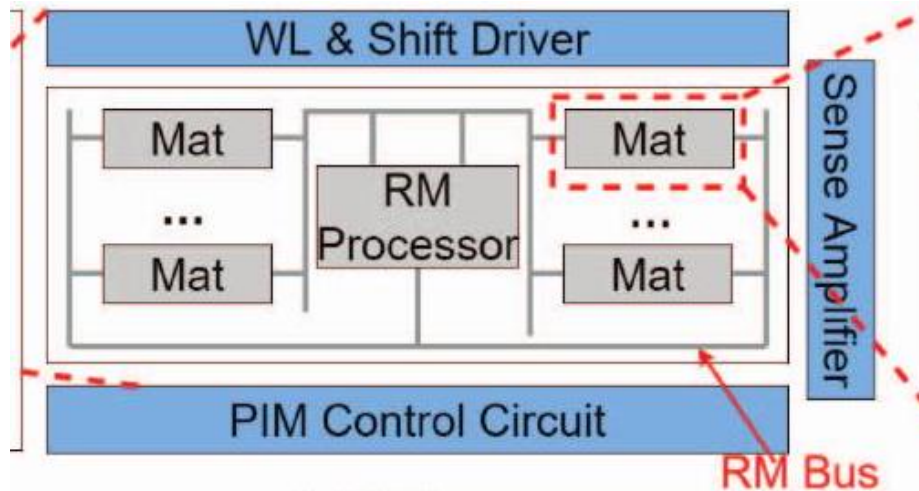 WL & Shift Driver
Mat
Mat
RM
Processor
...
...
Mat
Mat
Sense Amplifier
PIM Control Circuit
RM Bus